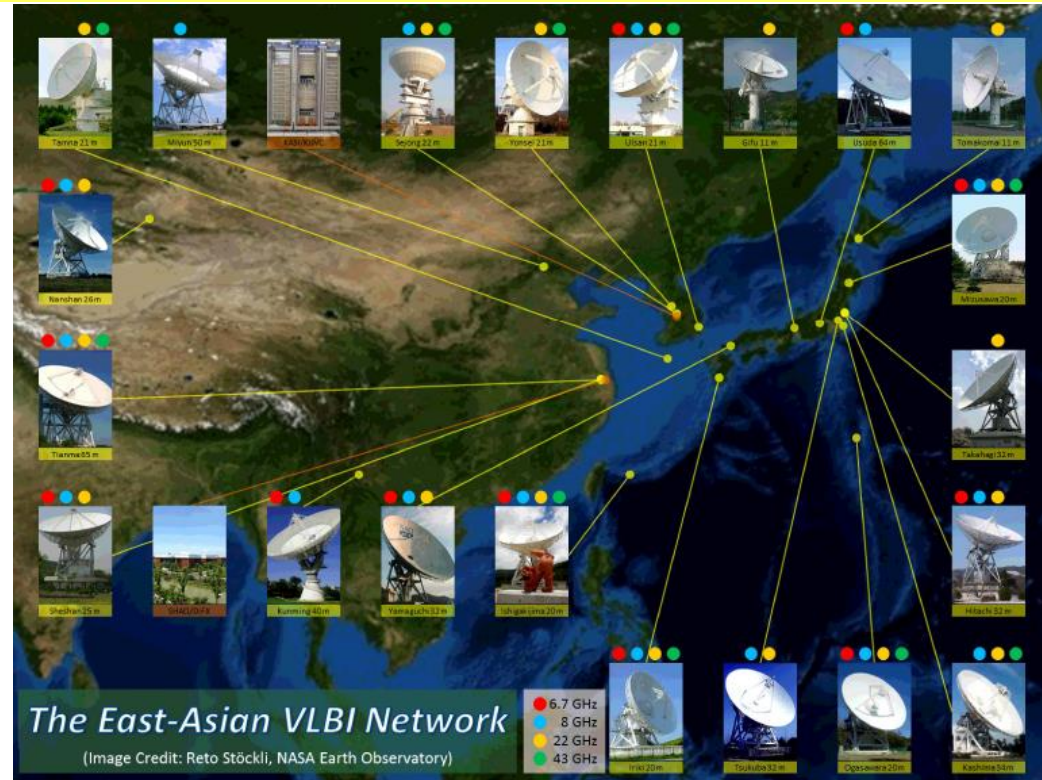 Tamna 21 m
Miyun 50 m
KASI/KJJVC
Sejong 22 m
Yonsei 21 m
Ulsan 21 m
Gifu 11 m
Usuda 64 m
Tomakomai 11 m
Nanshan 26 m
Mizusawa 20 m
Tianma 65 m
Takahagi 32 m
Sheshan 25 m
SHAO/DiFX
Kunming 40 m
Yamaguchi 32 m
Ishigakijima 20 m
Hitachi 32 m
Iriki 20 m
Tsukuba 32 m
Ogasawara 20 m
Kashima 34 m
The East-Asian VLBI Network
(Image Credit: Reto Stöckli, NASA Earth Observatory)
6.7 GHz
8 GHz
22 GHz
43 GHz